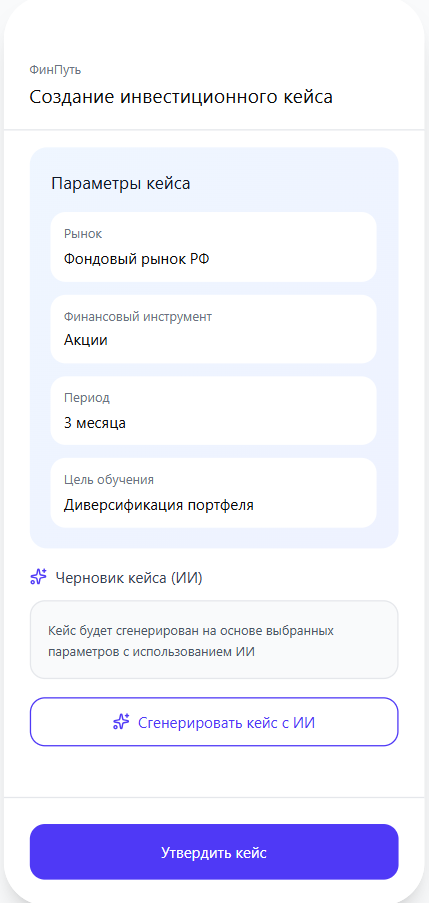 ФинПуть
Создание инвестиционного кейса
Параметры кейса
Рынок
Фондовый рынок РФ
Финансовый инструмент
Акции
Период
3 месяца
Цель обучения
Диверсификация портфеля
Черновик кейса (ИИ)
Кейс будет сгенерирован на основе выбранных
параметров с использованием ИИ
Сгенерировать кейс с ИИ
Утвердить кейс